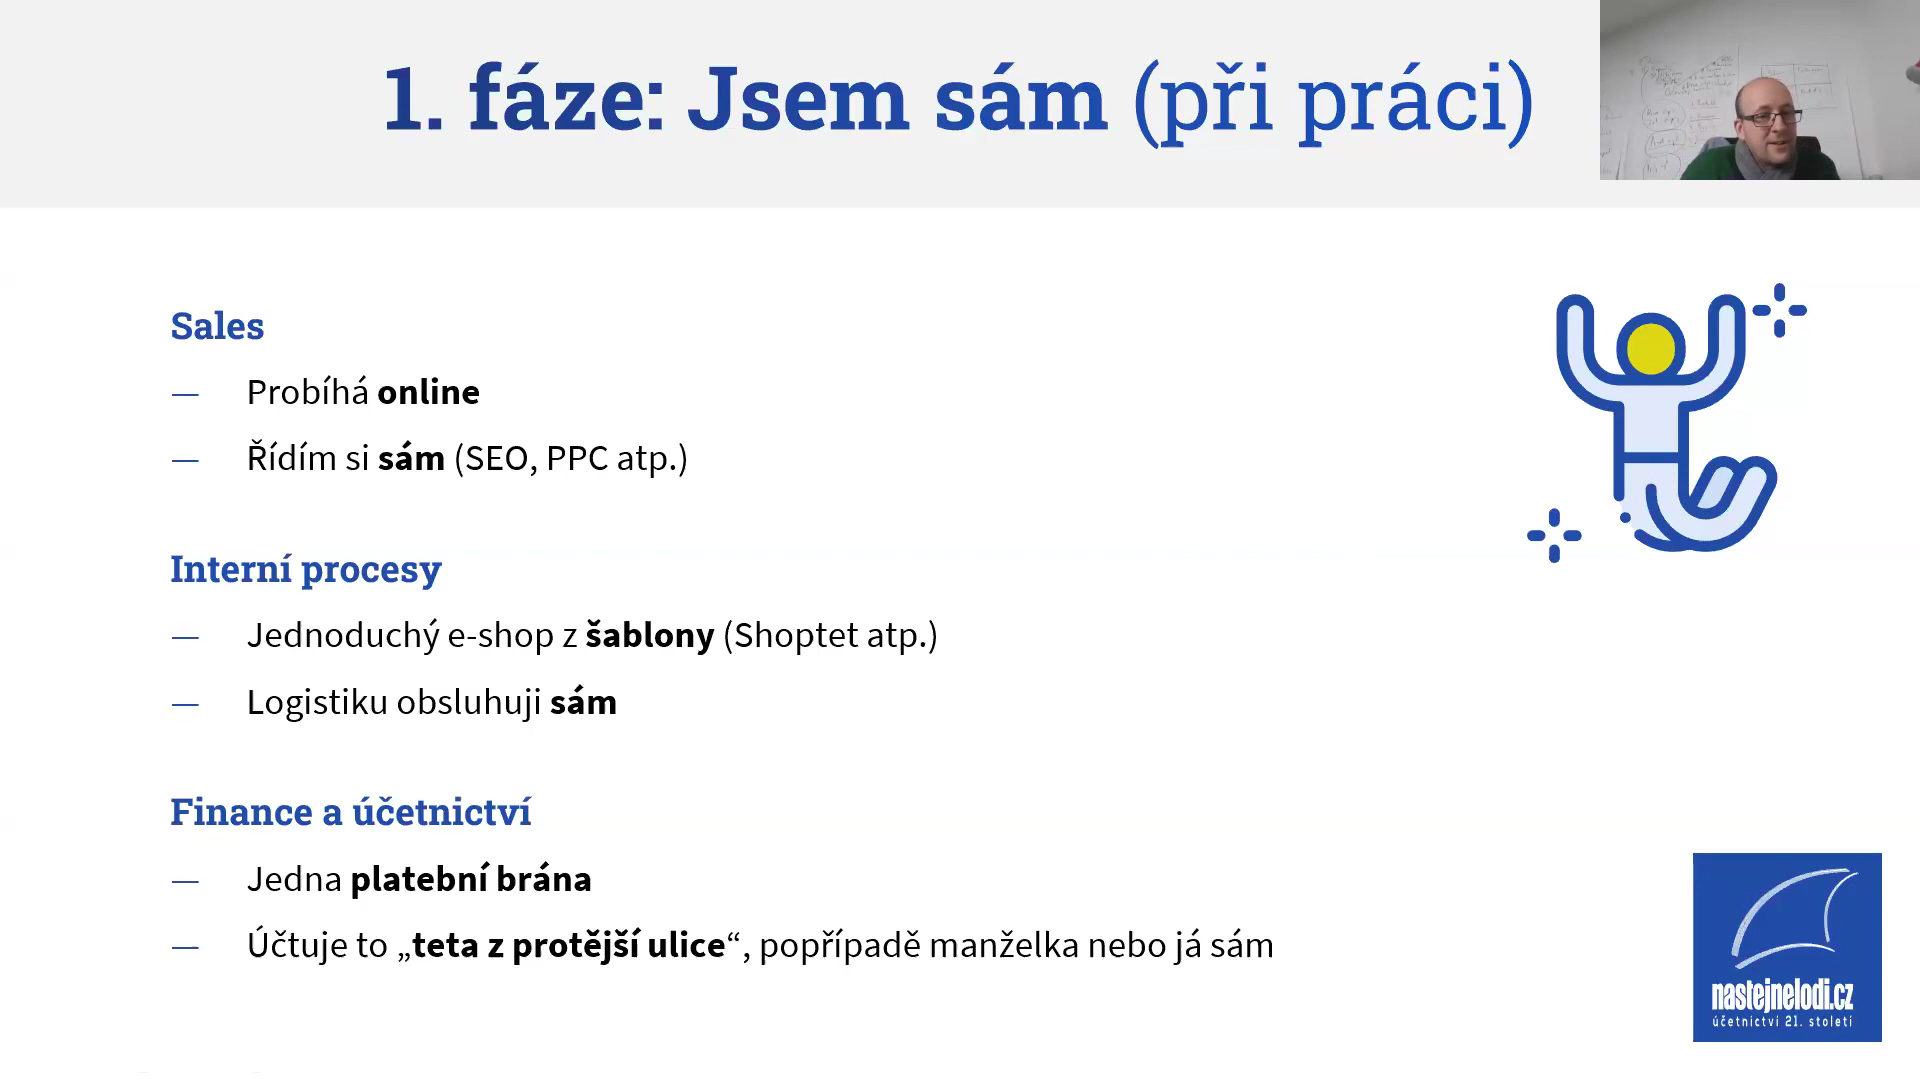 1. fáze: Jsem sám (při práci)
Sales
— Probíhá online
— Řídím si sám (SEO, PPC atp.)
Interní procesy
— Jednoduchý e-shop z šablony (Shoptet atp.)
— Logistiku obsluhuji sám
Finance a účetnictví
— Jedna platební brána
— Účtuje to „teta z protější ulice“, popřípadě manželka nebo já sám
nastejnelodi.cz
účetnictví 21. století